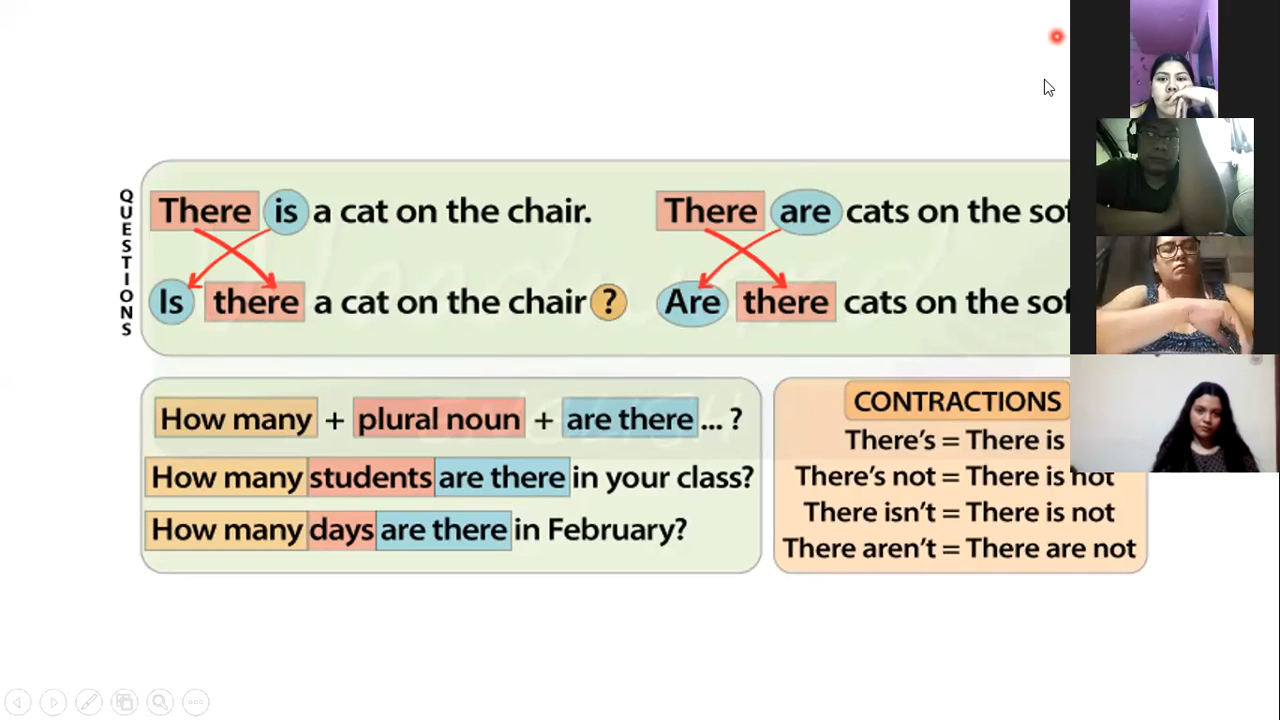 QUESTIONS
There is a cat on the chair.
There are cats on the
Is there a cat on the chair ?
Are there cats on the
How many + plural noun + are there ... ?
How many students are there in your class?
How many days are there in February?
CONTRACTIONS
There's = There is
There's not = There is not
There isn't = There is not
There aren't = There are not